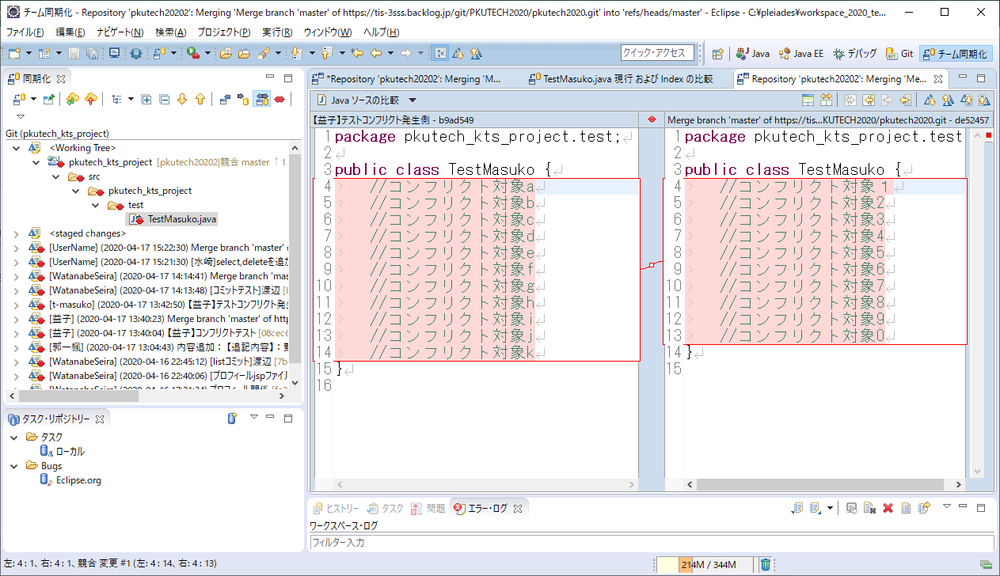 チーム同期化 - Repository 'pkutech20202': Merging 'Merge branch 'master' of https://tis-3sss.backlog.jp/git/PKUTECH2020/pkutech2020.git' into 'refs/heads/master' - Eclipse - C:¥pleiades¥workspace_2020_te...
ファイル(F) 編集(E) ナビゲート(N) 検索(A) プロジェクト(P) 実行(R) ウィンドウ(W) ヘルプ(H)
クイック・アクセス Java Java EE デバッグ Git チーム同期化
同期化
*Repository 'pkutech20202': Merging 'M... TestMasuko.java 現行 および Index の比較 Repository 'pkutech20202': Merging 'Me...
Java ソースの比較
Git (pkutech_kts_project)
<Working Tree>
pkutech_kts_project [pkutech20202|競合 master ↑1
src
pkutech_kts_project
test
TestMasuko.java
<staged changes>
[UserName] (2020-04-17 15:22:30) Merge branch 'master' o
[UserName] (2020-04-17 15:21:30) [水﨑]select,deleteを追加
[WatanabeSeira] (2020-04-17 14:14:41) Merge branch 'mas
[WatanabeSeira] (2020-04-17 14:13:48) [コミットテスト]渡辺 [8
[t-masuko] (2020-04-17 13:42:50) 【益子】テストコンフリクト発
[益子] (2020-04-17 13:40:23) Merge branch 'master' of http
[益子] (2020-04-17 13:40:04) 【益子】コンフリクトテスト [08cec6
[郭一楓] (2020-04-17 13:04:43) 内容追加：【追記内容】：
[WatanabeSeira] (2020-04-16 22:45:12) [listコミット]渡辺 [7b
[WatanabeSeira] (2020-04-16 22:40:06) [プロフィールjspファイル
[WatanabeSeira] (2020-04-16 17:21:34) プロフィール関係
【益子】テストコンフリクト発生側 - b9ad549
1 package pkutech_kts_project.test;
2
3 public class TestMasuko {
4 //コンフリクト対象a
5 //コンフリクト対象b
6 //コンフリクト対象c
7 //コンフリクト対象d
8 //コンフリクト対象e
9 //コンフリクト対象f
10 //コンフリクト対象g
11 //コンフリクト対象h
12 //コンフリクト対象i
13 //コンフリクト対象j
14 //コンフリクト対象k
15 }
16
Merge branch 'master' of https://tis...KUTECH2020/pkutech2020.git - de52457
1 package pkutech_kts_project.test
2
3 public class TestMasuko {
4 //コンフリクト対象１
5 //コンフリクト対象2
6 //コンフリクト対象3
7 //コンフリクト対象4
8 //コンフリクト対象5
9 //コンフリクト対象6
10 //コンフリクト対象7
11 //コンフリクト対象8
12 //コンフリクト対象9
13 //コンフリクト対象0
14 }
15
タスク・リポジトリー
タスク
ローカル
Bugs
Eclipse.org
ヒストリー タスク 問題 エラー・ログ
ワークスペース・ログ
フィルター入力
左: 4 : 1、右: 4 : 1、競合 変更 #1 (左: 4 : 14、右: 4 : 13)
214M / 344M